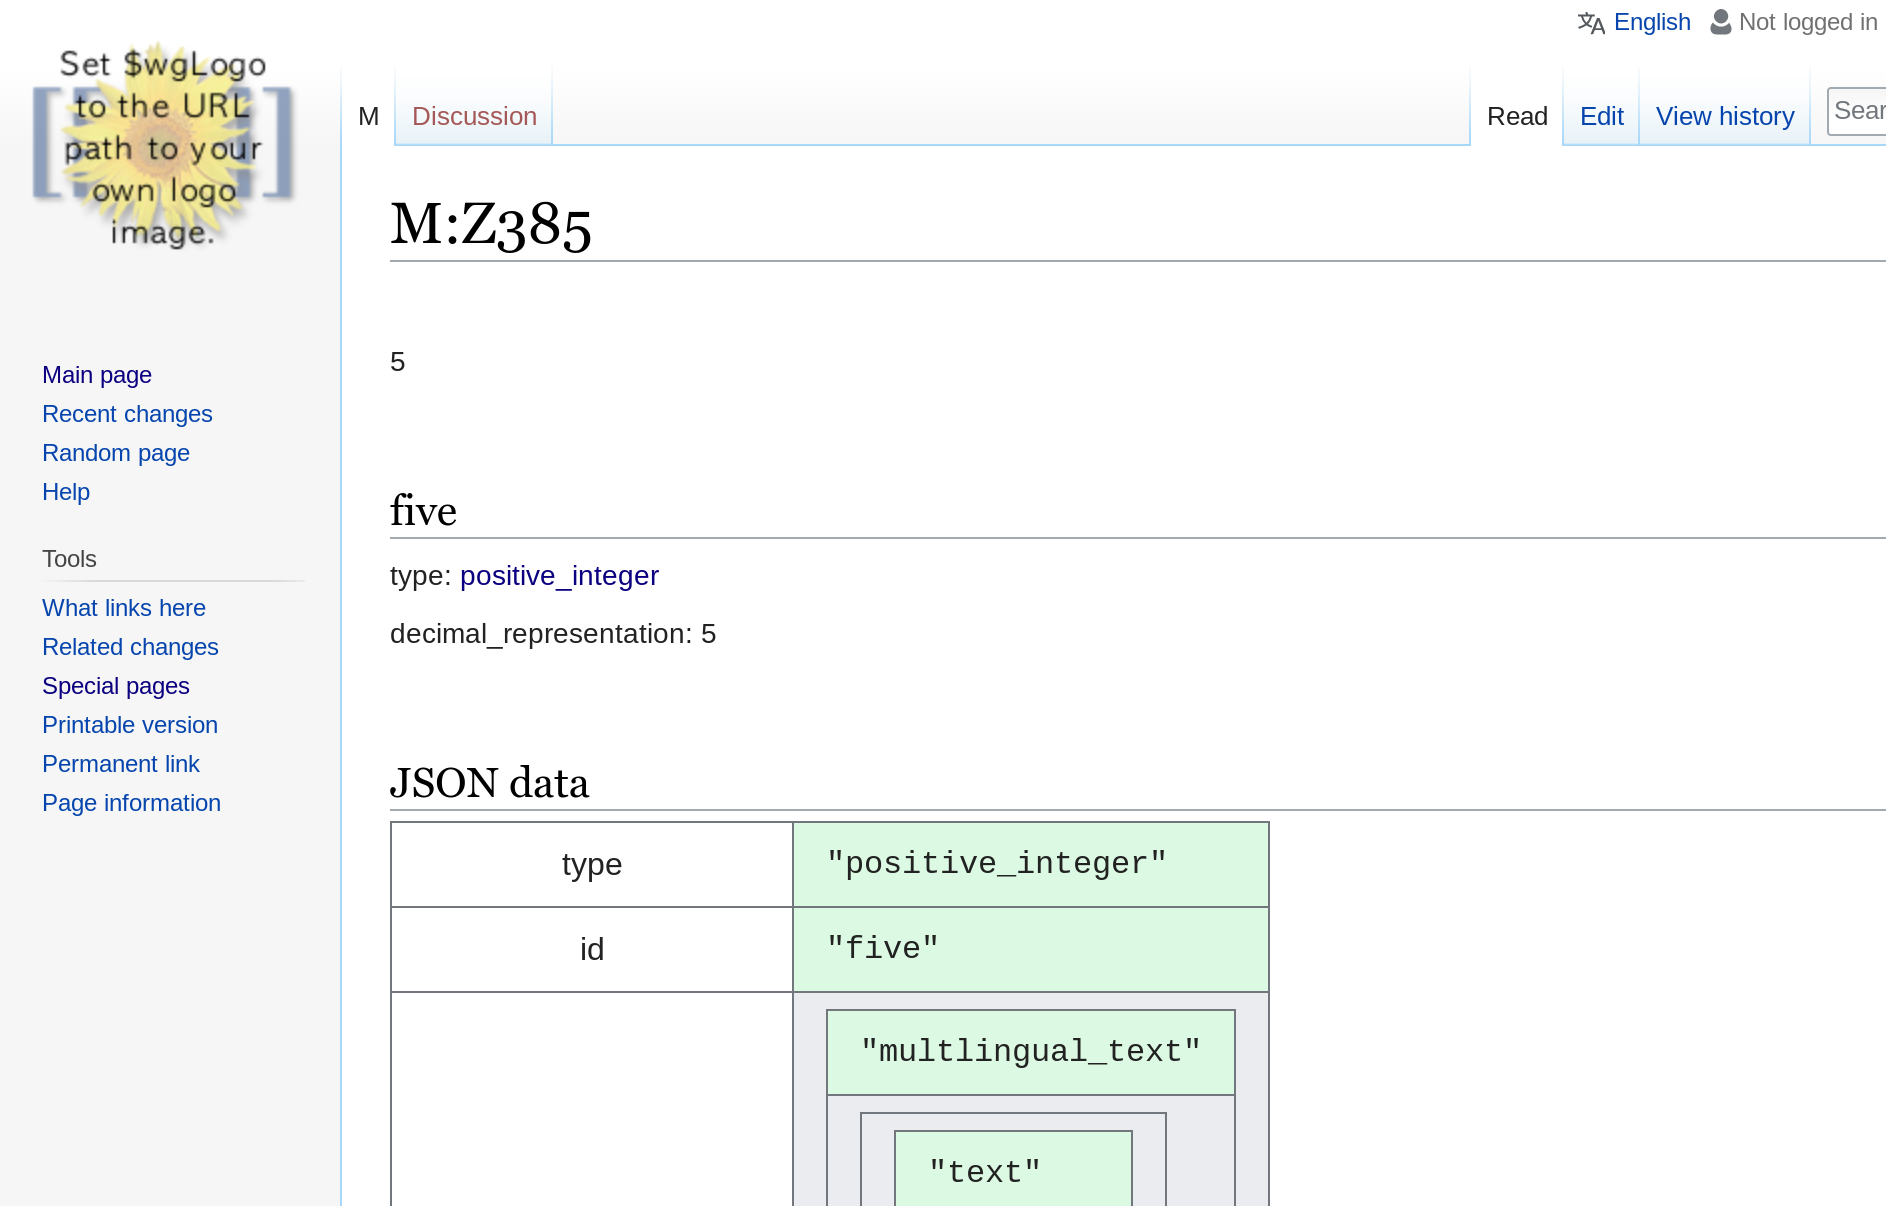 English
Not logged in
Set $wgLogo
to the URL
path to your
own logo
image.
M
Discussion
Read
Edit
View history
Sear
M:Z385
5
Main page
Recent changes
Random page
Help
Tools
What links here
Related changes
Special pages
Printable version
Permanent link
Page information
five
type: positive_integer
decimal_representation: 5
JSON data
type "positive_integer"
id "five"
"multlingual_text"
"text"